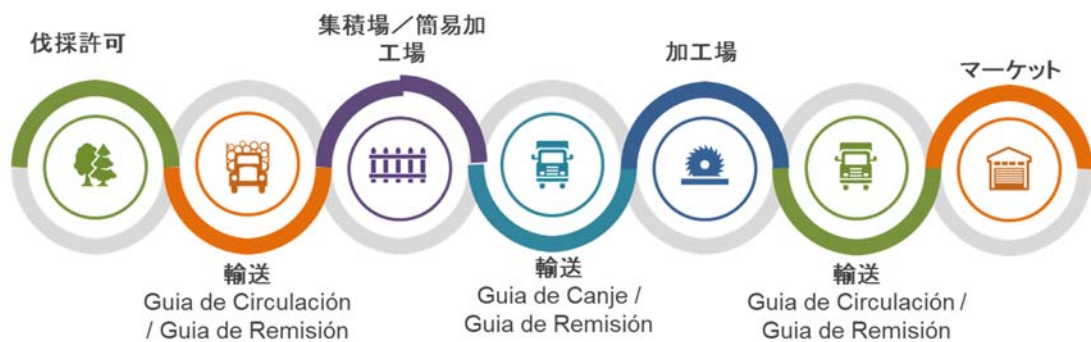 伐採許可
集積場／簡易加
工場
加工場
マーケット
輸送
Guia de Circulación
/ Guia de Remisión
輸送
Guia de Canje /
Guia de Remisión
輸送
Guia de Circulación /
Guia de Remisión